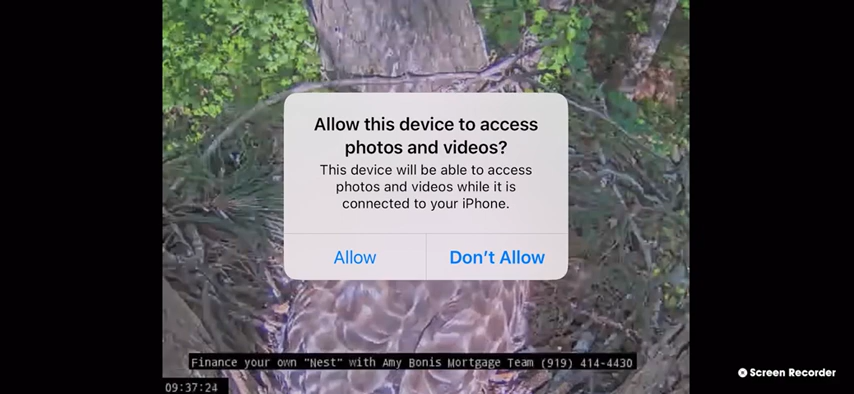 Allow this device to access
photos and videos?
This device will be able to access
photos and videos while it is
connected to your iPhone.
Allow
Don't Allow
Finance your own "Nest" with Amy Bonis Mortgage Team (919) 414-4430
09:37:24
Screen Recorder